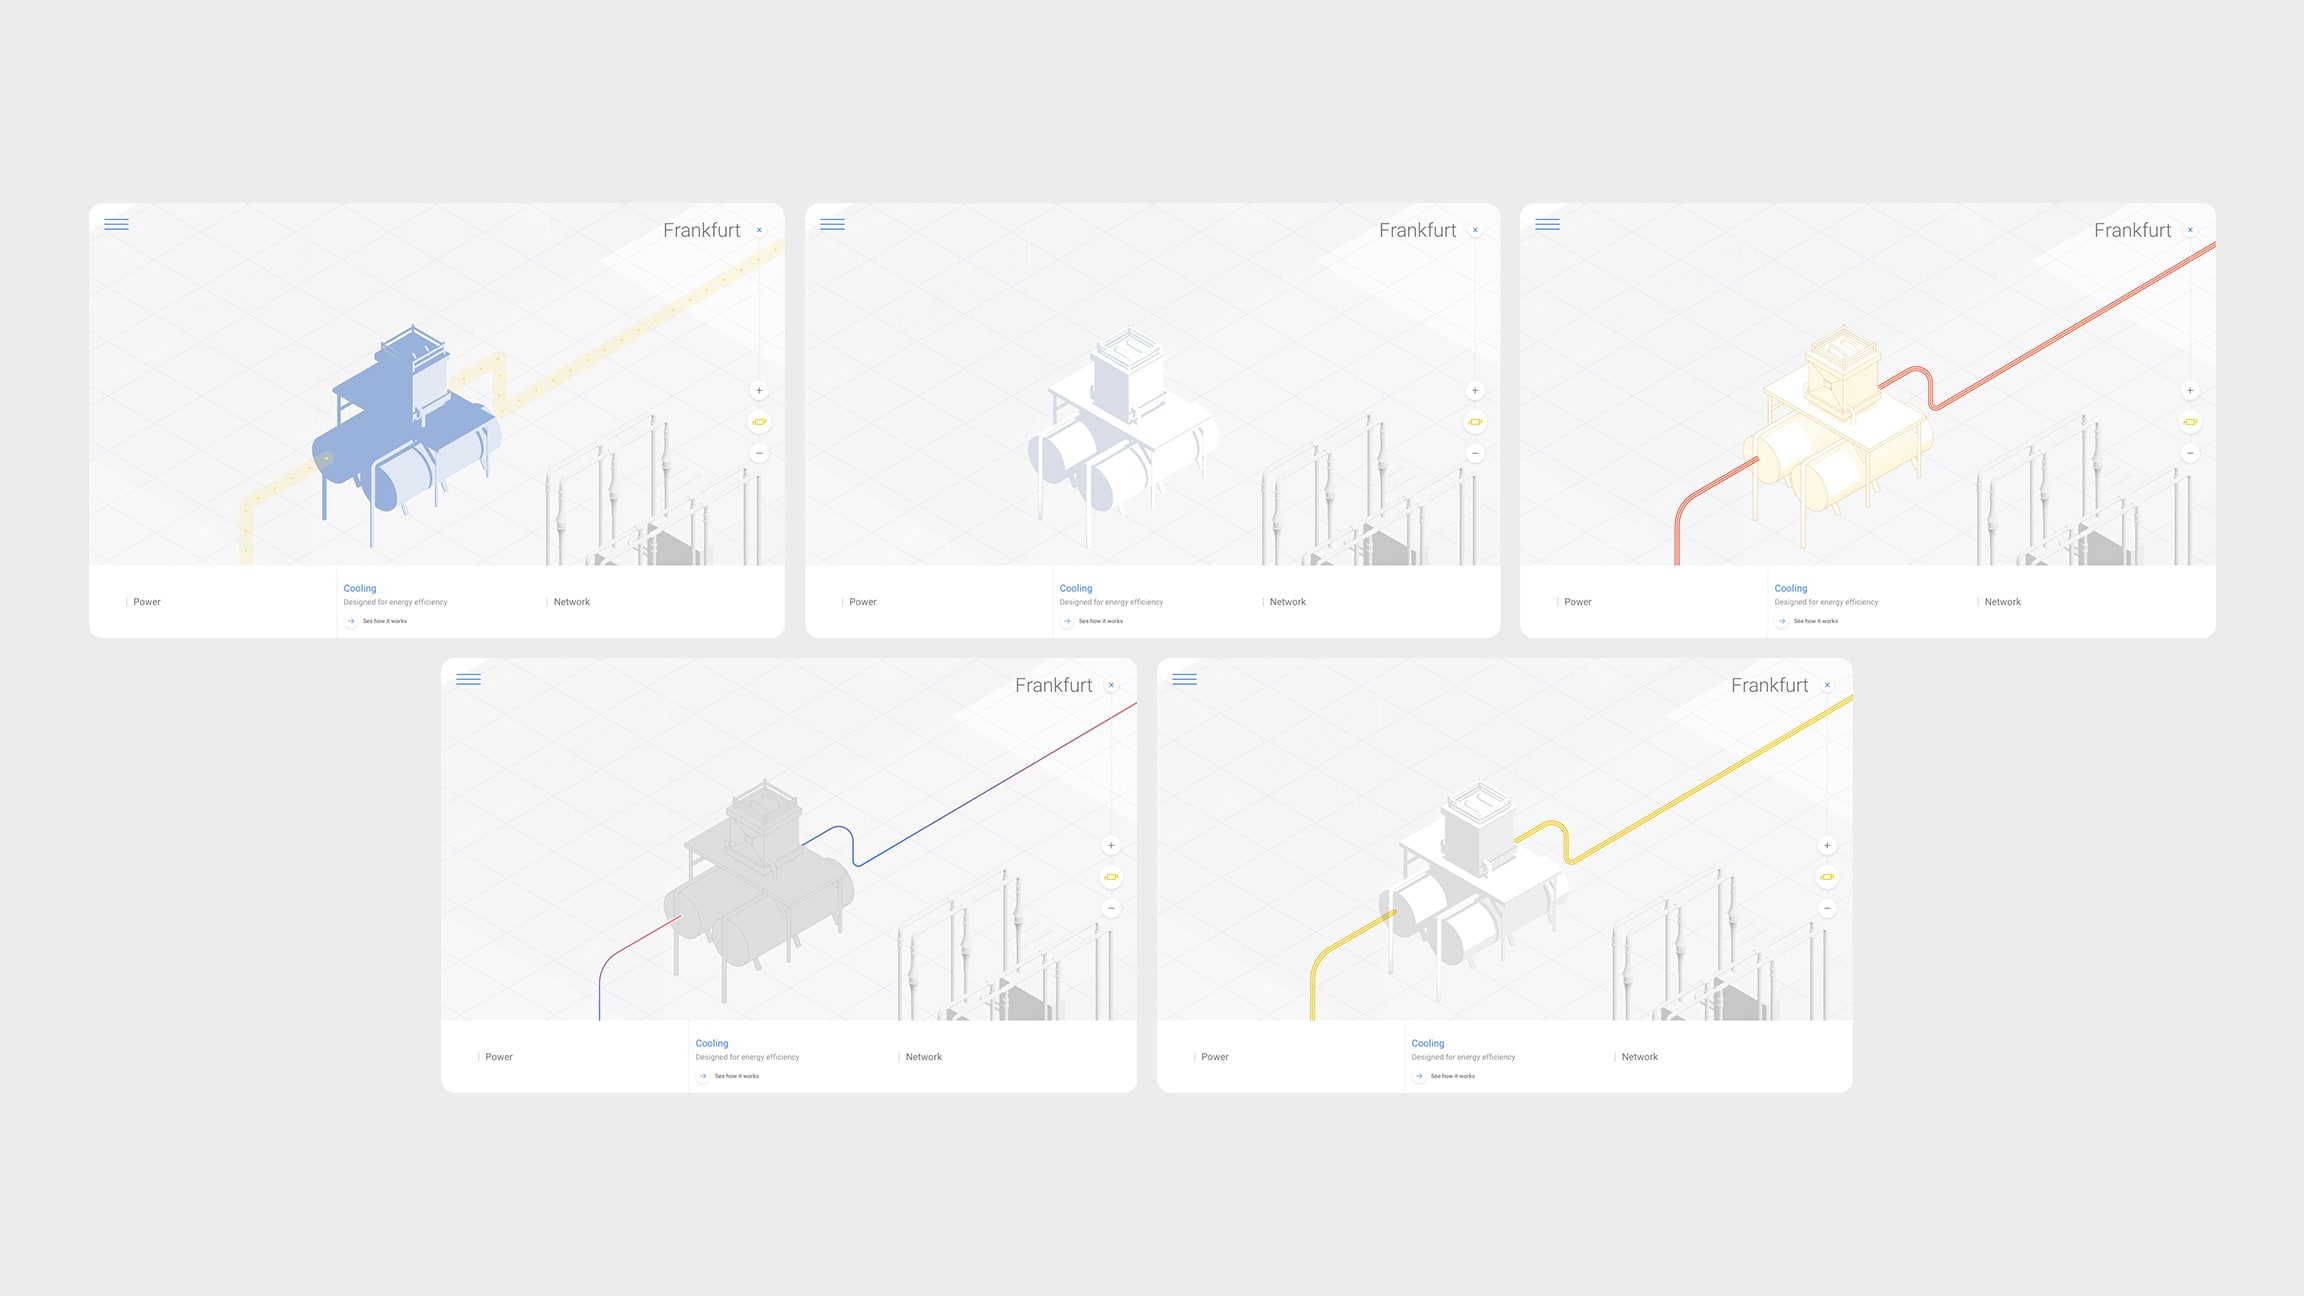 Frankfurt
Power
Cooling
Designed for energy efficiency
See how it works
Network
Frankfurt
Power
Cooling
Designed for energy efficiency
See how it works
Network
Frankfurt
Power
Cooling
Designed for energy efficiency
See how it works
Network
Frankfurt
Power
Cooling
Designed for energy efficiency
See how it works
Network
Frankfurt
Power
Cooling
Designed for energy efficiency
See how it works
Network